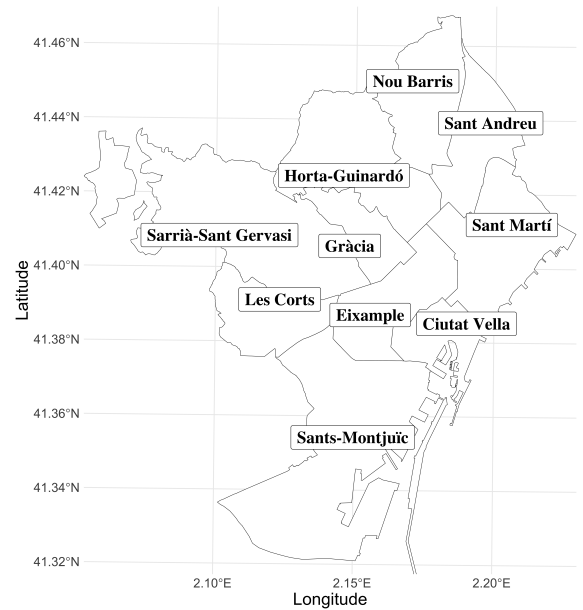 41.46°N
Nou Barris
41.44°N
Sant Andreu
41.42°N
Horta-Guinardó
Sarrià-Sant Gervasi
Gràcia
Sant Martí
41.40°N
Latitude
Les Corts
Eixample
Ciutat Vella
41.38°N
41.36°N
Sants-Montjuïc
41.34°N
41.32°N
2.10°E
2.15°E
2.20°E
Longitude